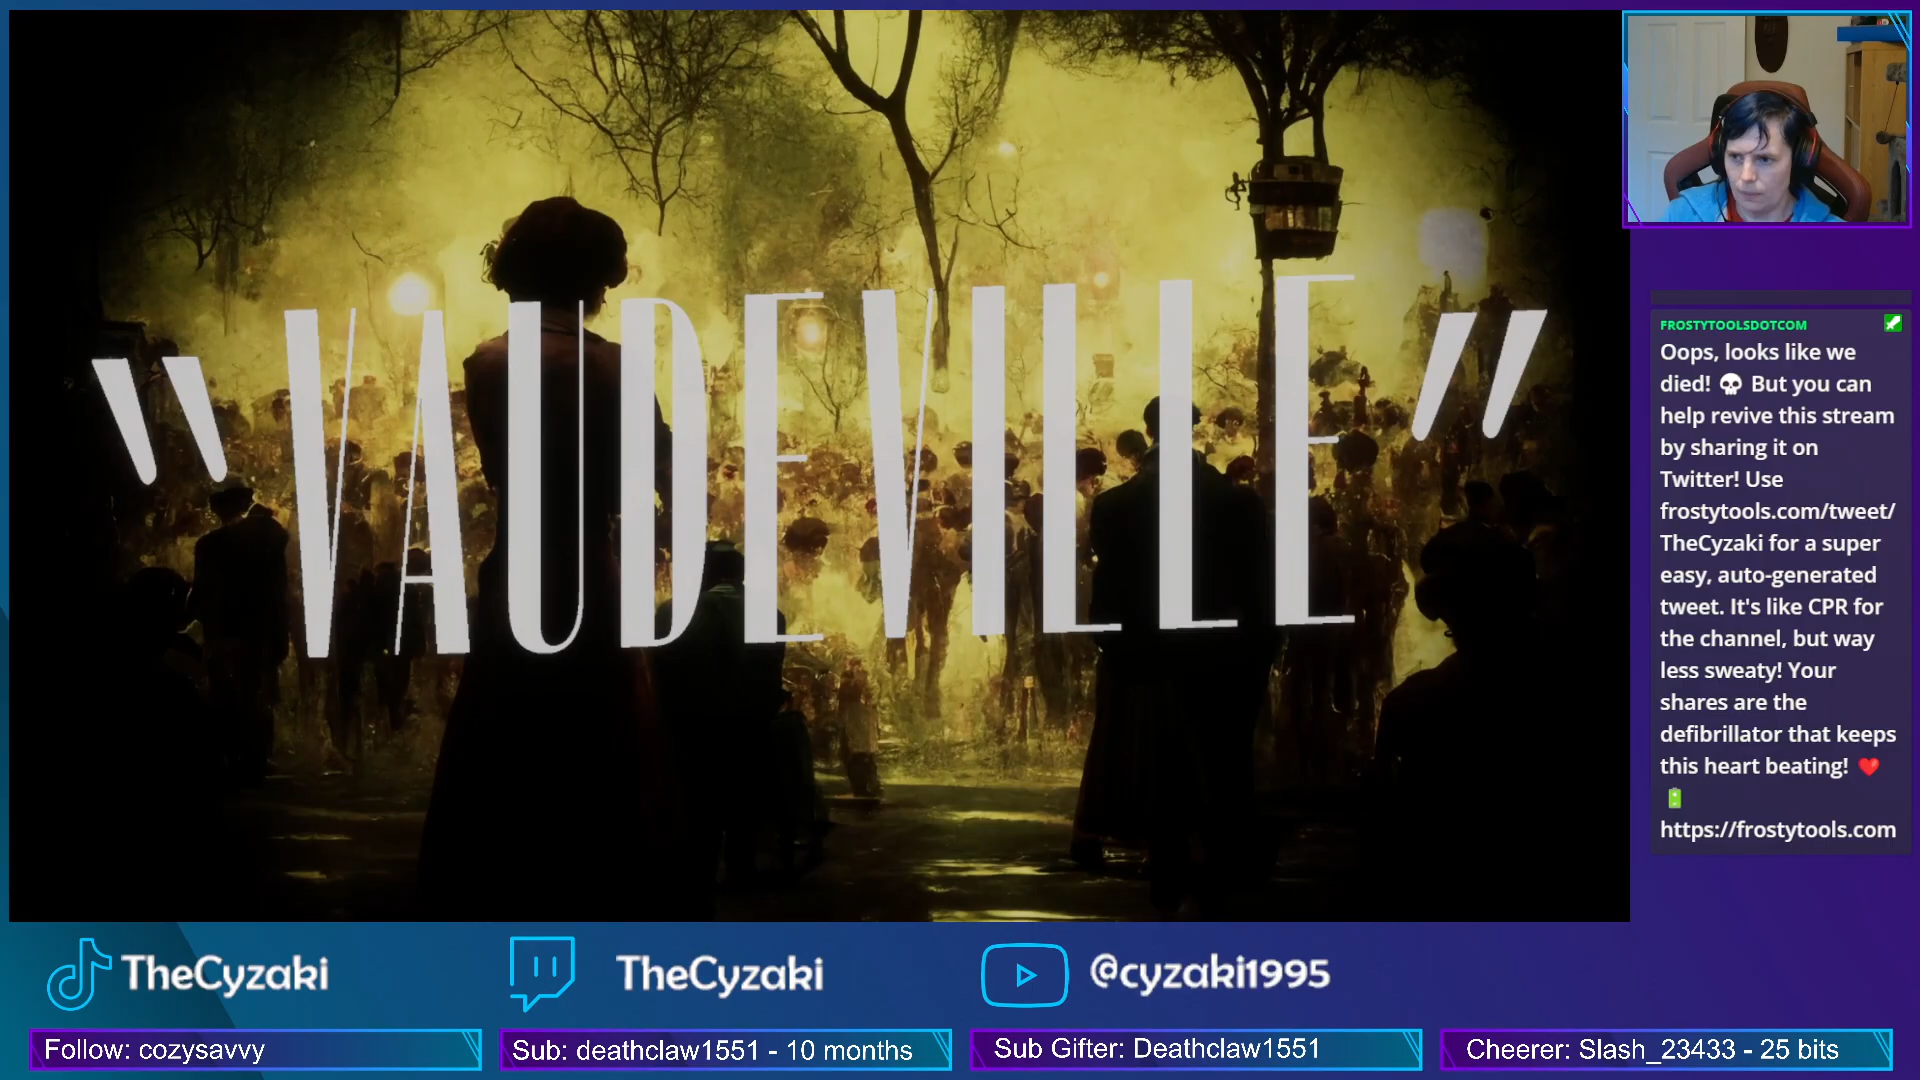 "VAUDEVILLE"
FROSTYTOOLSDOTCOM
Oops, looks like we
died! 💀 But you can
help revive this stream
by sharing it on
Twitter! Use
frostytools.com/tweet/
TheCyzaki for a super
easy, auto-generated
tweet. It's like CPR for
the channel, but way
less sweaty! Your
shares are the
defibrillator that keeps
this heart beating! ❤️
🔋
https://frostytools.com
TheCyzaki
TheCyzaki
@cyzaki1995
Follow: cozysavvy
Sub: deathclaw1551 - 10 months
Sub Gifter: Deathclaw1551
Cheerer: Slash_23433 - 25 bits